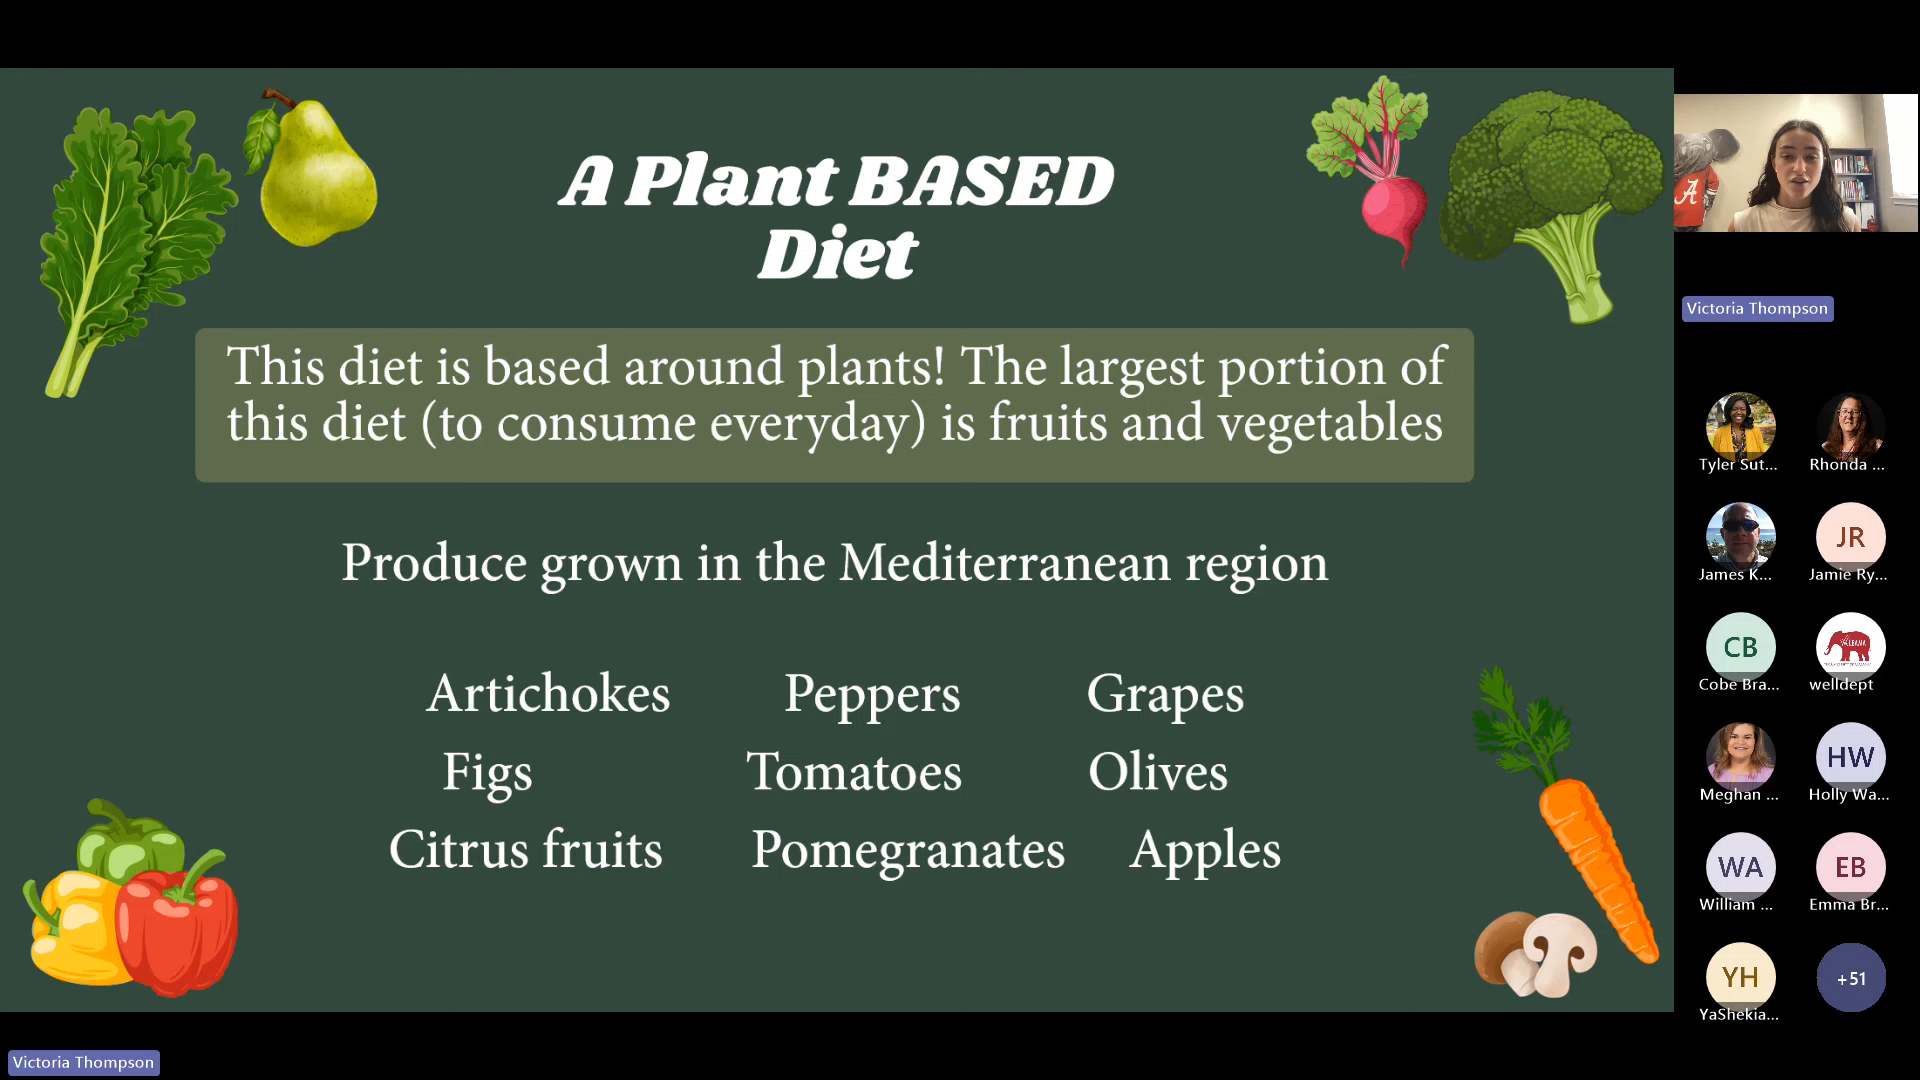 A Plant BASED
Diet
This diet is based around plants! The largest portion of
this diet (to consume everyday) is fruits and vegetables
Produce grown in the Mediterranean region
Artichokes Peppers Grapes
Figs Tomatoes Olives
Citrus fruits Pomegranates Apples
A
Victoria Thompson
Tyler Sut... Rhonda ...
JR
James K... Jamie Ry...
CB
Cobe Bra... welldept
HW
Meghan ... Holly Wa...
WA EB
William ... Emma Br...
YH +51
YaShekia...
Victoria Thompson